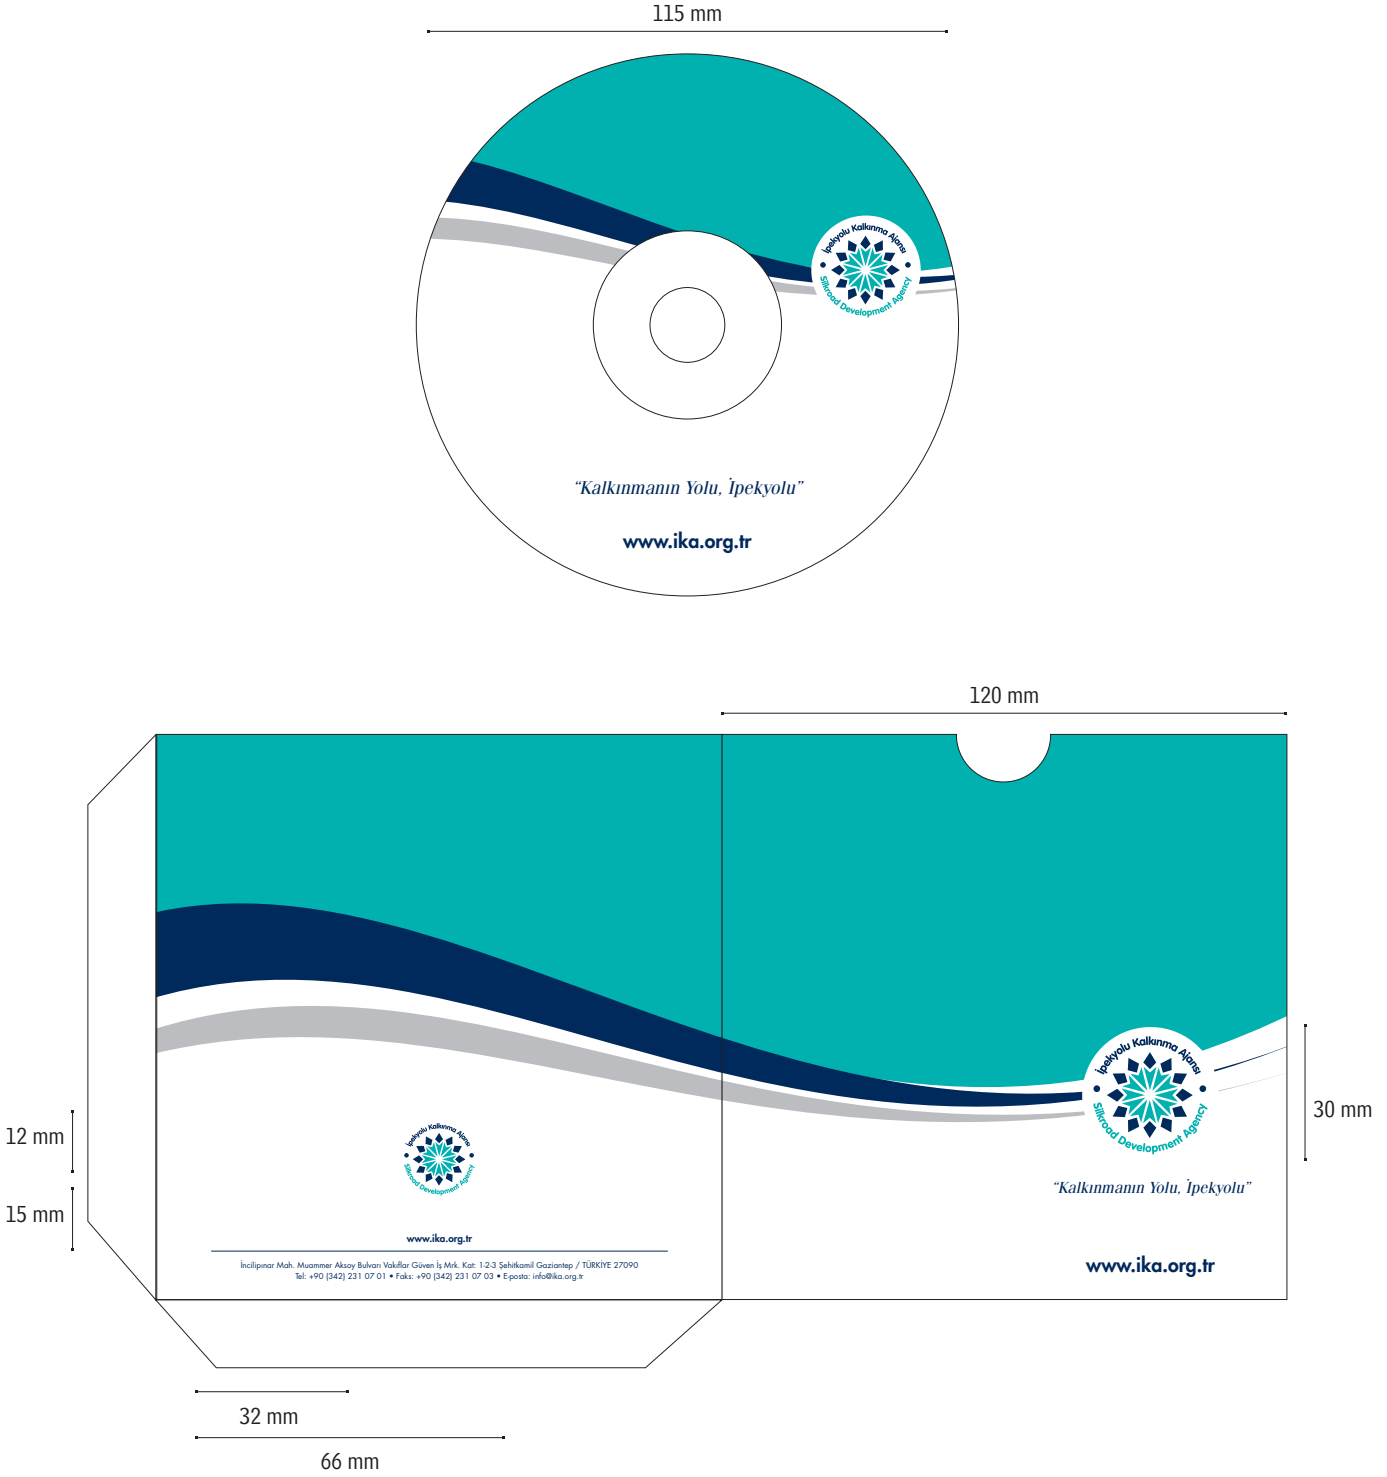 115 mm
İpekyolu Kalkınma Ajansı
Silkroad Development Agency
“Kalkınmanın Yolu, İpekyolu”
www.ika.org.tr
120 mm
İpekyolu Kalkınma Ajansı
Silkroad Development Agency
30 mm
12 mm
15 mm
İpekyolu Kalkınma Ajansı
Silkroad Development Agency
“Kalkınmanın Yolu, İpekyolu”
www.ika.org.tr
www.ika.org.tr
İncilipınar Mah. Muammer Aksoy Bulvarı Vakıflar Güven İş Mrk. Kat: 1-2-3 Şehitkamil Gaziantep / TÜRKİYE 27090
Tel: +90 (342) 231 07 01 • Faks: +90 (342) 231 07 03 • E-posta: info@ika.org.tr
32 mm
66 mm